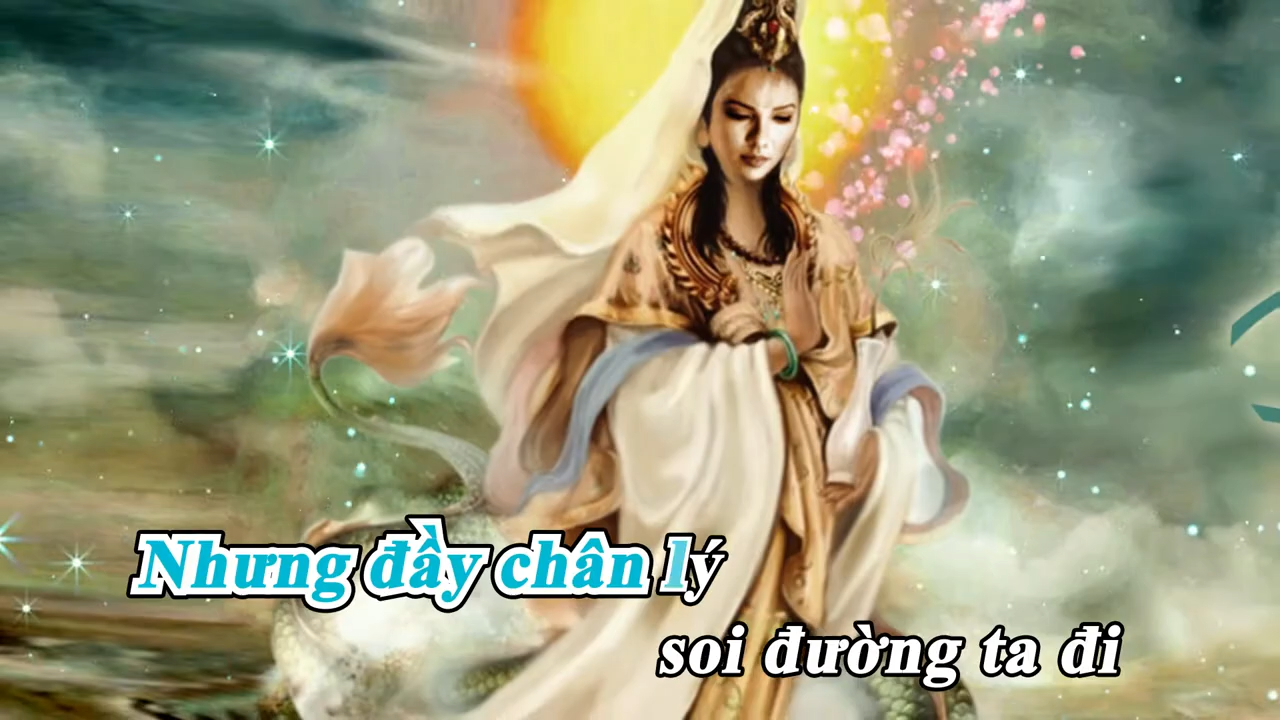 Nhưng đầy chân lý
soi đường ta đi